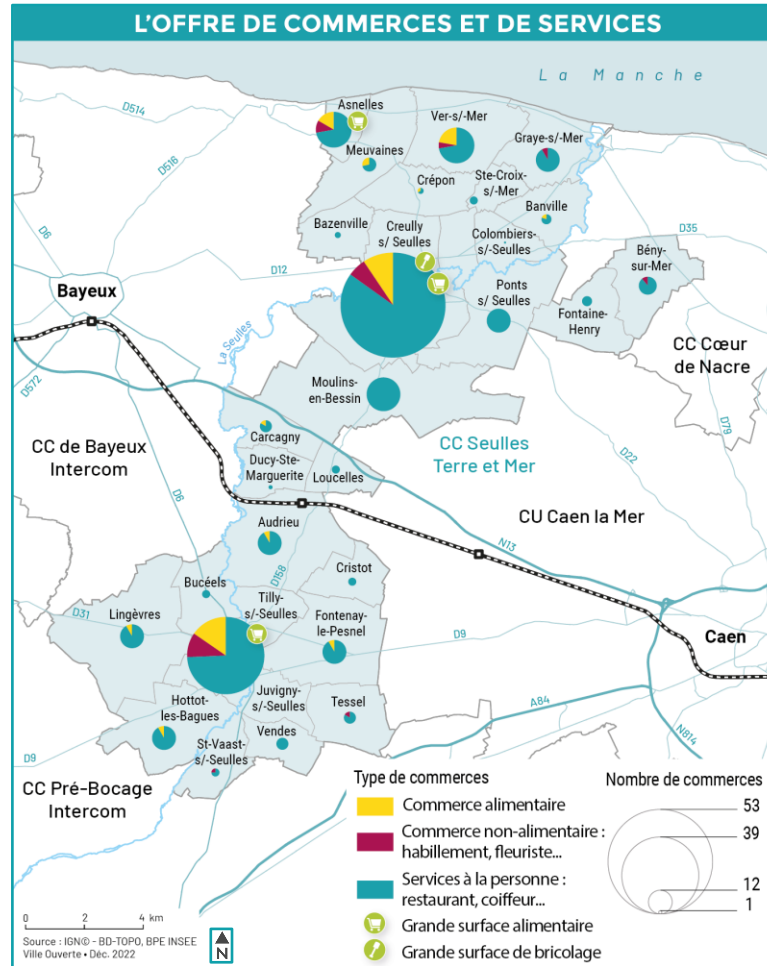 L'OFFRE DE COMMERCES ET DE SERVICES
La Manche
D514
Asnelles
Ver-s/-Mer
Graye-s/-Mer
Meuvaines
D516
Crépon
Ste-Croix-
s/-Mer
Banville
D6
Bazenville
Creully
s/ Seulles
Colombiers-
s/-Seulles
D35
D12
Bény-
sur-Mer
Bayeux
Ponts
s/ Seulles
Fontaine-
Henry
La Seulles
CC Cœur
de Nacre
D572
Moulins-
en-Bessin
D79
Carcagny
CC Seulles
Terre et Mer
D22
CC de Bayeux
Intercom
Ducy-Ste-
Marguerite
Loucelles
D6
CU Caen la Mer
Audrieu
N13
D158
Cristot
Bucéels
Tilly-
s/-Seulles
D31
Lingèvres
Fontenay-
le-Pesnel
D9
Caen
Hottot-
les-Bagues
Juvigny-
s/-Seulles
Tessel
A84
Vendes
St-Vaast-
s/-Seulles
N814
D9
CC Pré-Bocage
Intercom
Type de commerces
Commerce alimentaire
Commerce non-alimentaire :
habillement, fleuriste...
Services à la personne :
restaurant, coiffeur...
Grande surface alimentaire
Grande surface de bricolage
Nombre de commerces
53
39
12
1
0 2 4 km
Source : IGN© - BD-TOPO, BPE INSEE
Ville Ouverte • Déc. 2022
N